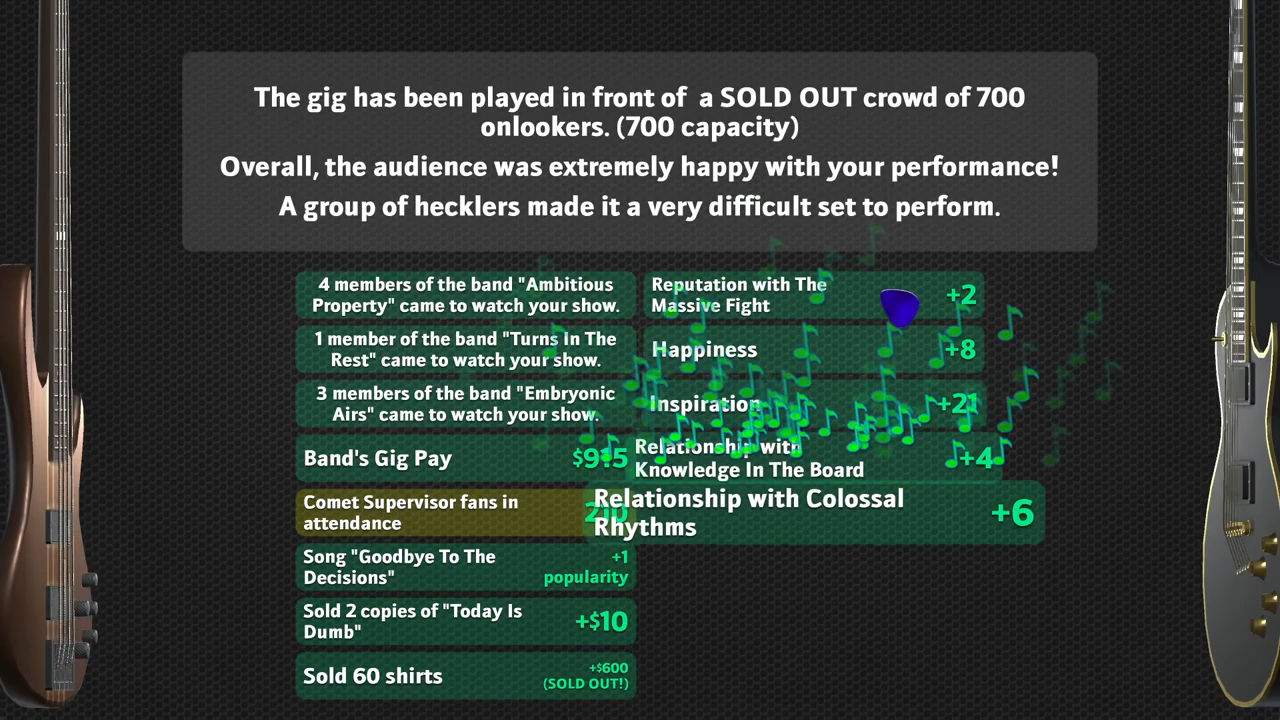 The gig has been played in front of  a SOLD OUT crowd of 700
onlookers. (700 capacity)
Overall, the audience was extremely happy with your performance!
A group of hecklers made it a very difficult set to perform.
4 members of the band "Ambitious
Property" came to watch your show.
1 member of the band "Turns In The
Rest" came to watch your show.
3 members of the band "Embryonic
Airs" came to watch your show.
Band's Gig Pay
$915
Comet Supervisor fans in
attendance
210
Song "Goodbye To The
Decisions"
+1
popularity
Sold 2 copies of "Today Is
Dumb"
+$10
Sold 60 shirts
+$600
(SOLD OUT!)
Reputation with The
Massive Fight
+2
Happiness
+8
Inspiration
+21
Relationship with
Knowledge In The Board
+4
Relationship with Colossal
Rhythms
+6